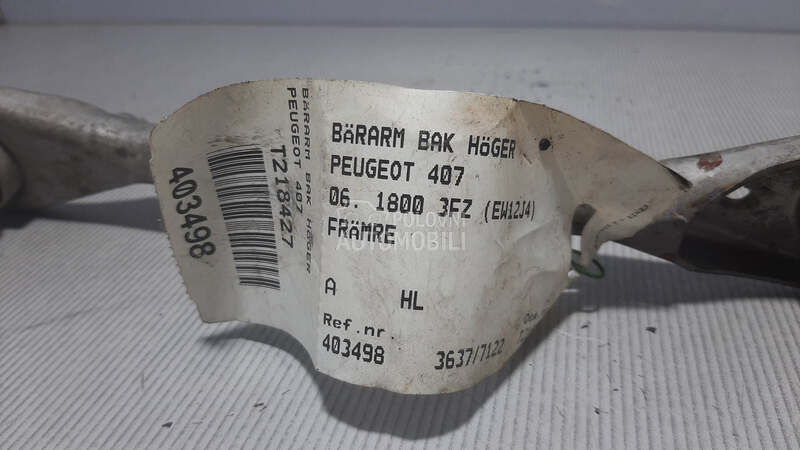 BäRARM BAK HöGER
PEUGEOT 407
06. 1800 3FZ (EW12J4)
FRäMRE
A HL
Ref.nr.
403498 3637/7122
BäRARM BAK HöGER
PEUGEOT 407
T218427
403498
POLOVNI
AUTOMOBILI